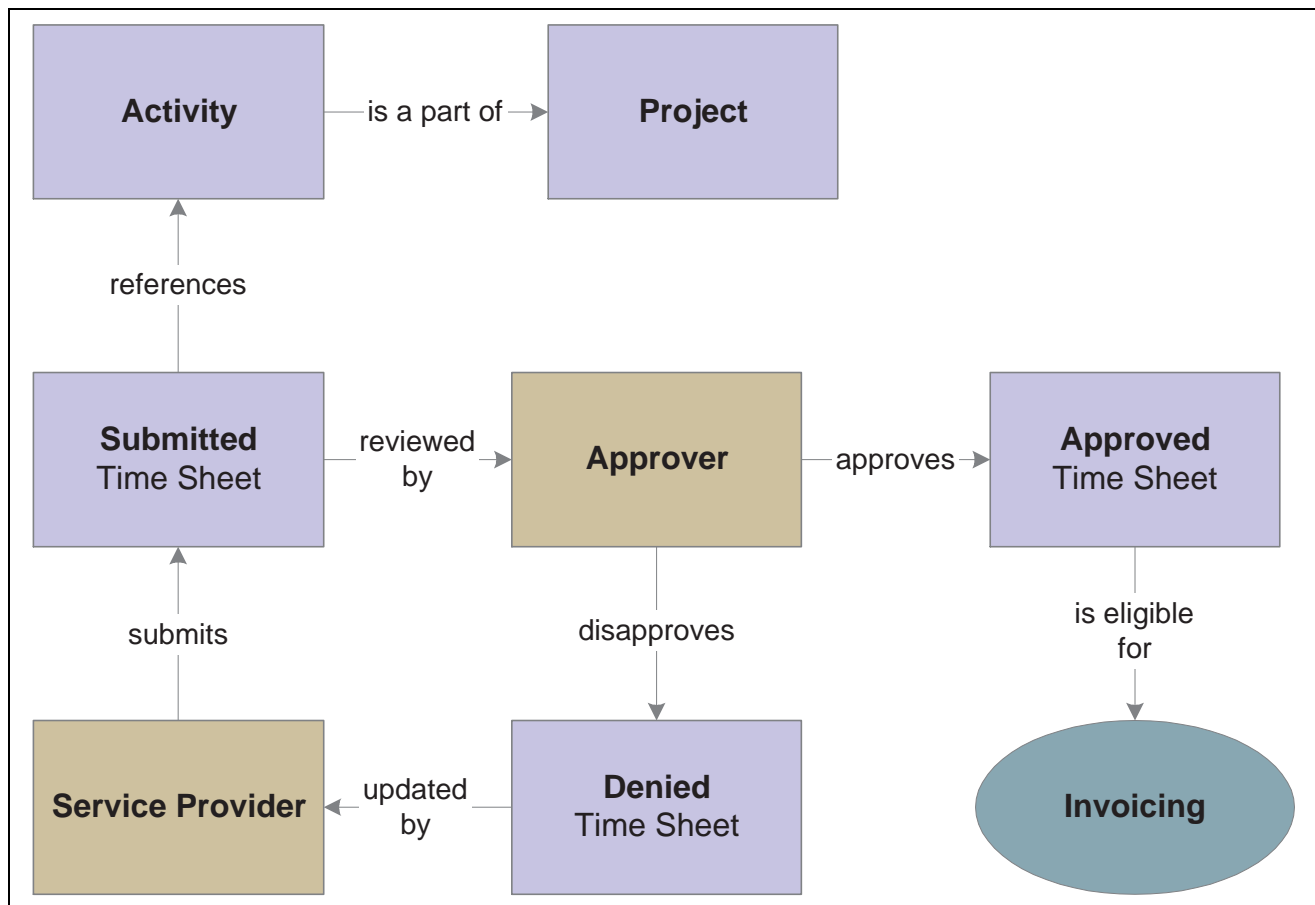 Activity
is a part of
Project
references
Submitted
Time Sheet
reviewed
by
Approver
approves
Approved
Time Sheet
submits
disapproves
is eligible
for
Service Provider
updated
by
Denied
Time Sheet
Invoicing